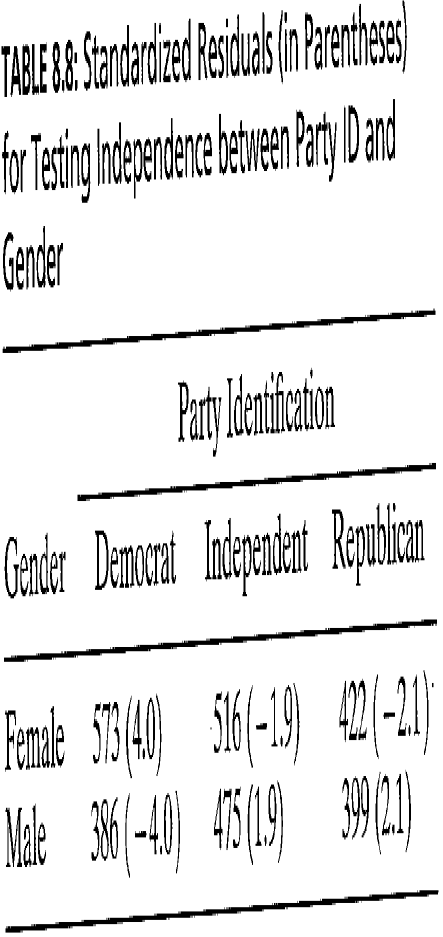 TABLE 8.8: Standardized Residuals (in Parentheses)
for Testing Independence between Party ID and
Gender
Party Identification
Gender Democrat Independent Republican
Female 573 (4.0) 516 (−1.9) 422 (−2.1)
Male 386 (−4.0) 475 (1.9) 399 (2.1)